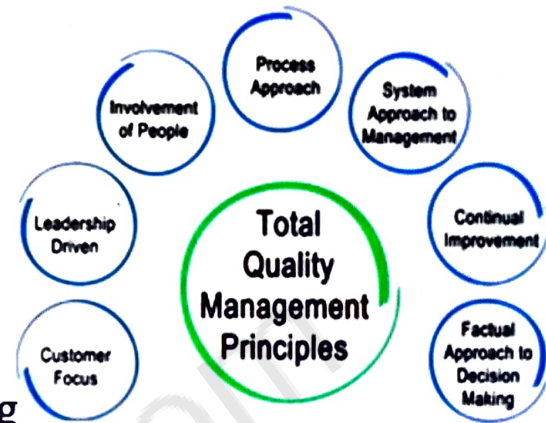 Process
Approach
Involvement
of People
System
Approach to
Management
Leadership
Driven
Continual
Improvement
Total
Quality
Management
Principles
Customer
Focus
Factual
Approach to
Decision
Making